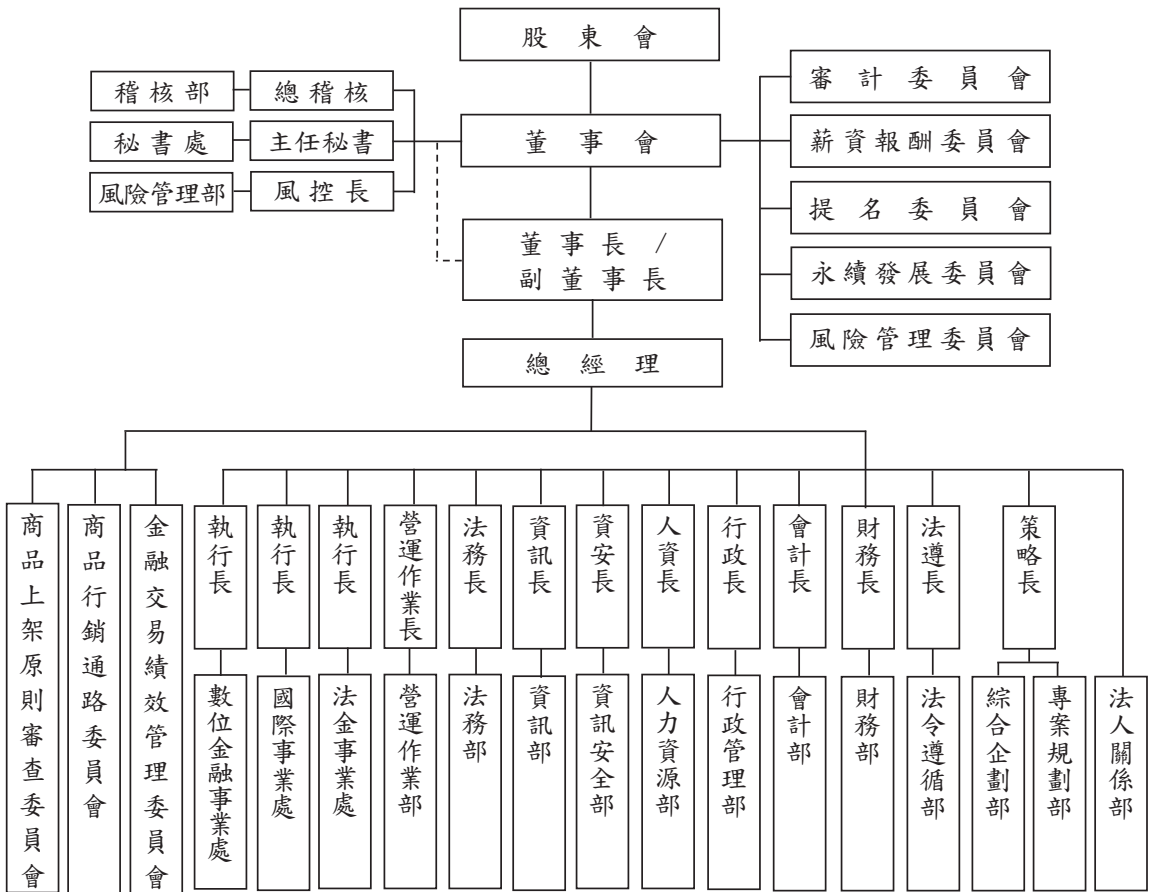 股東會
稽核部
總稽核
審計委員會
秘書處
主任秘書
董事會
薪資報酬委員會
風險管理部
風控長
提名委員會
董事長/
副董事長
永續發展委員會
風險管理委員會
總經理
商品上架原則審查委員會
商品行銷通路委員會
金融交易績效管理委員會
執行長
執行長
執行長
營運作業長
法務長
資訊長
資安長
人資長
行政長
會計長
財務長
法遵長
策略長
數位金融事業處
國際事業處
法金事業處
營運作業部
法務部
資訊部
資訊安全部
人力資源部
行政管理部
會計部
財務部
法令遵循部
綜合企劃部
專案規劃部
法人關係部